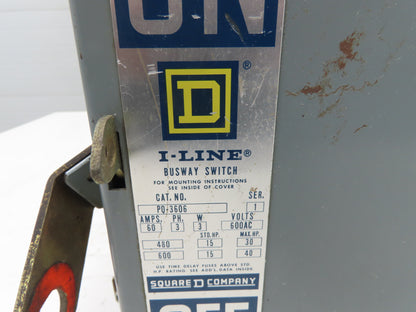 ON
D
I-LINE®
BUSWAY SWITCH
FOR MOUNTING INSTRUCTIONS
SEE INSIDE OF COVER
CAT. NO. SER.
PQ-3606 1
AMPS. PH. W VOLTS
60 3 3 600AC
STD.HP. MAX.HP.
480 15 30
600 15 40
USE TIME DELAY FUSES ABOVE STD.
H.P. RATING. SEE ADD'L DATA INSIDE.
SQUARE D COMPANY
OFF